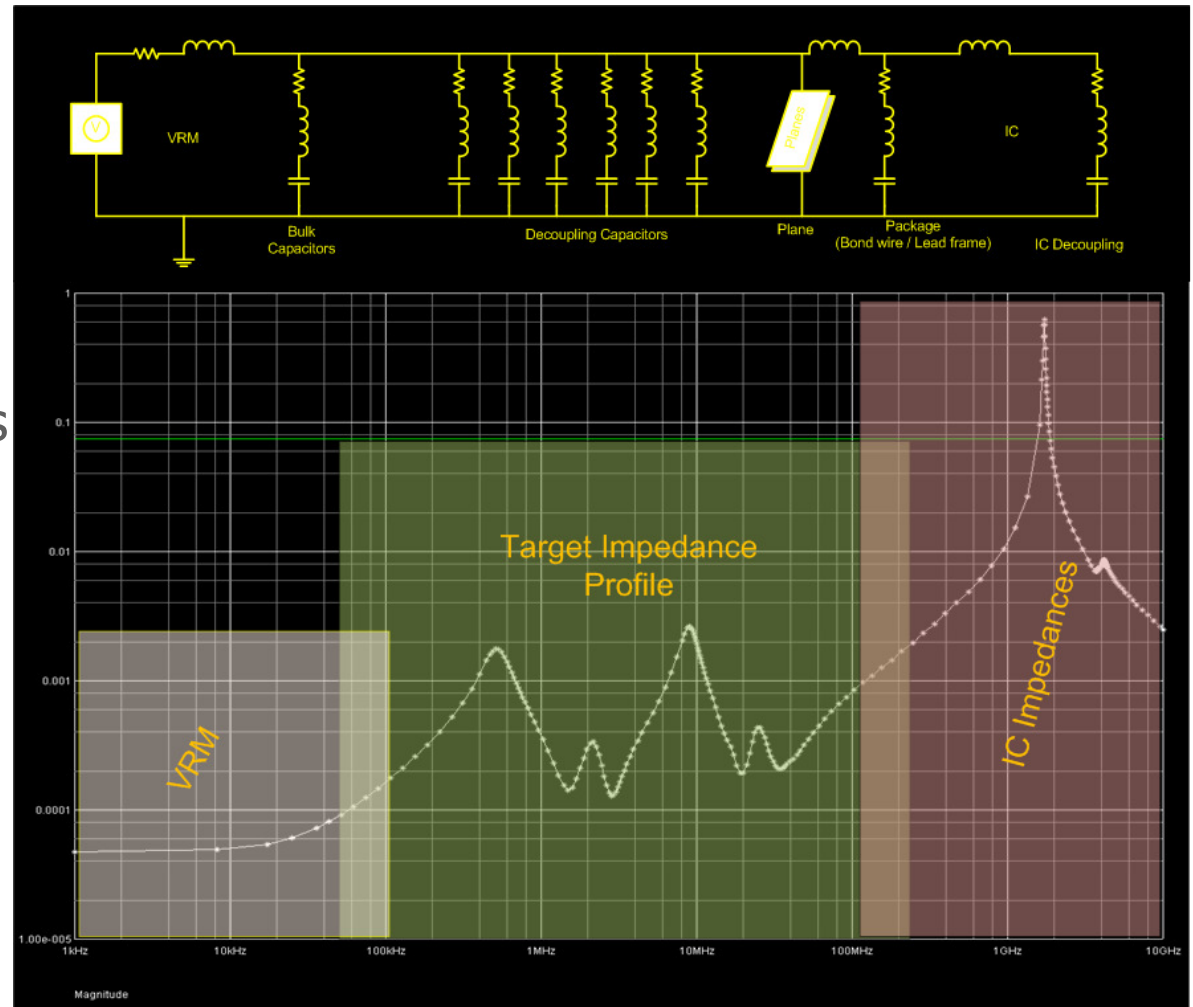 V
VRM
Planes
IC
Bulk
Capacitors
Decoupling Capacitors
Plane
Package
(Bond wire / Lead frame)
IC Decoupling
1
s
0.1
0.01
0.001
0.0001
1.00e-005
Target Impedance
Profile
VRM
IC Impedances
1kHz
10kHz
100kHz
1MHz
10MHz
100MHz
1GHz
10GHz
Magnitude